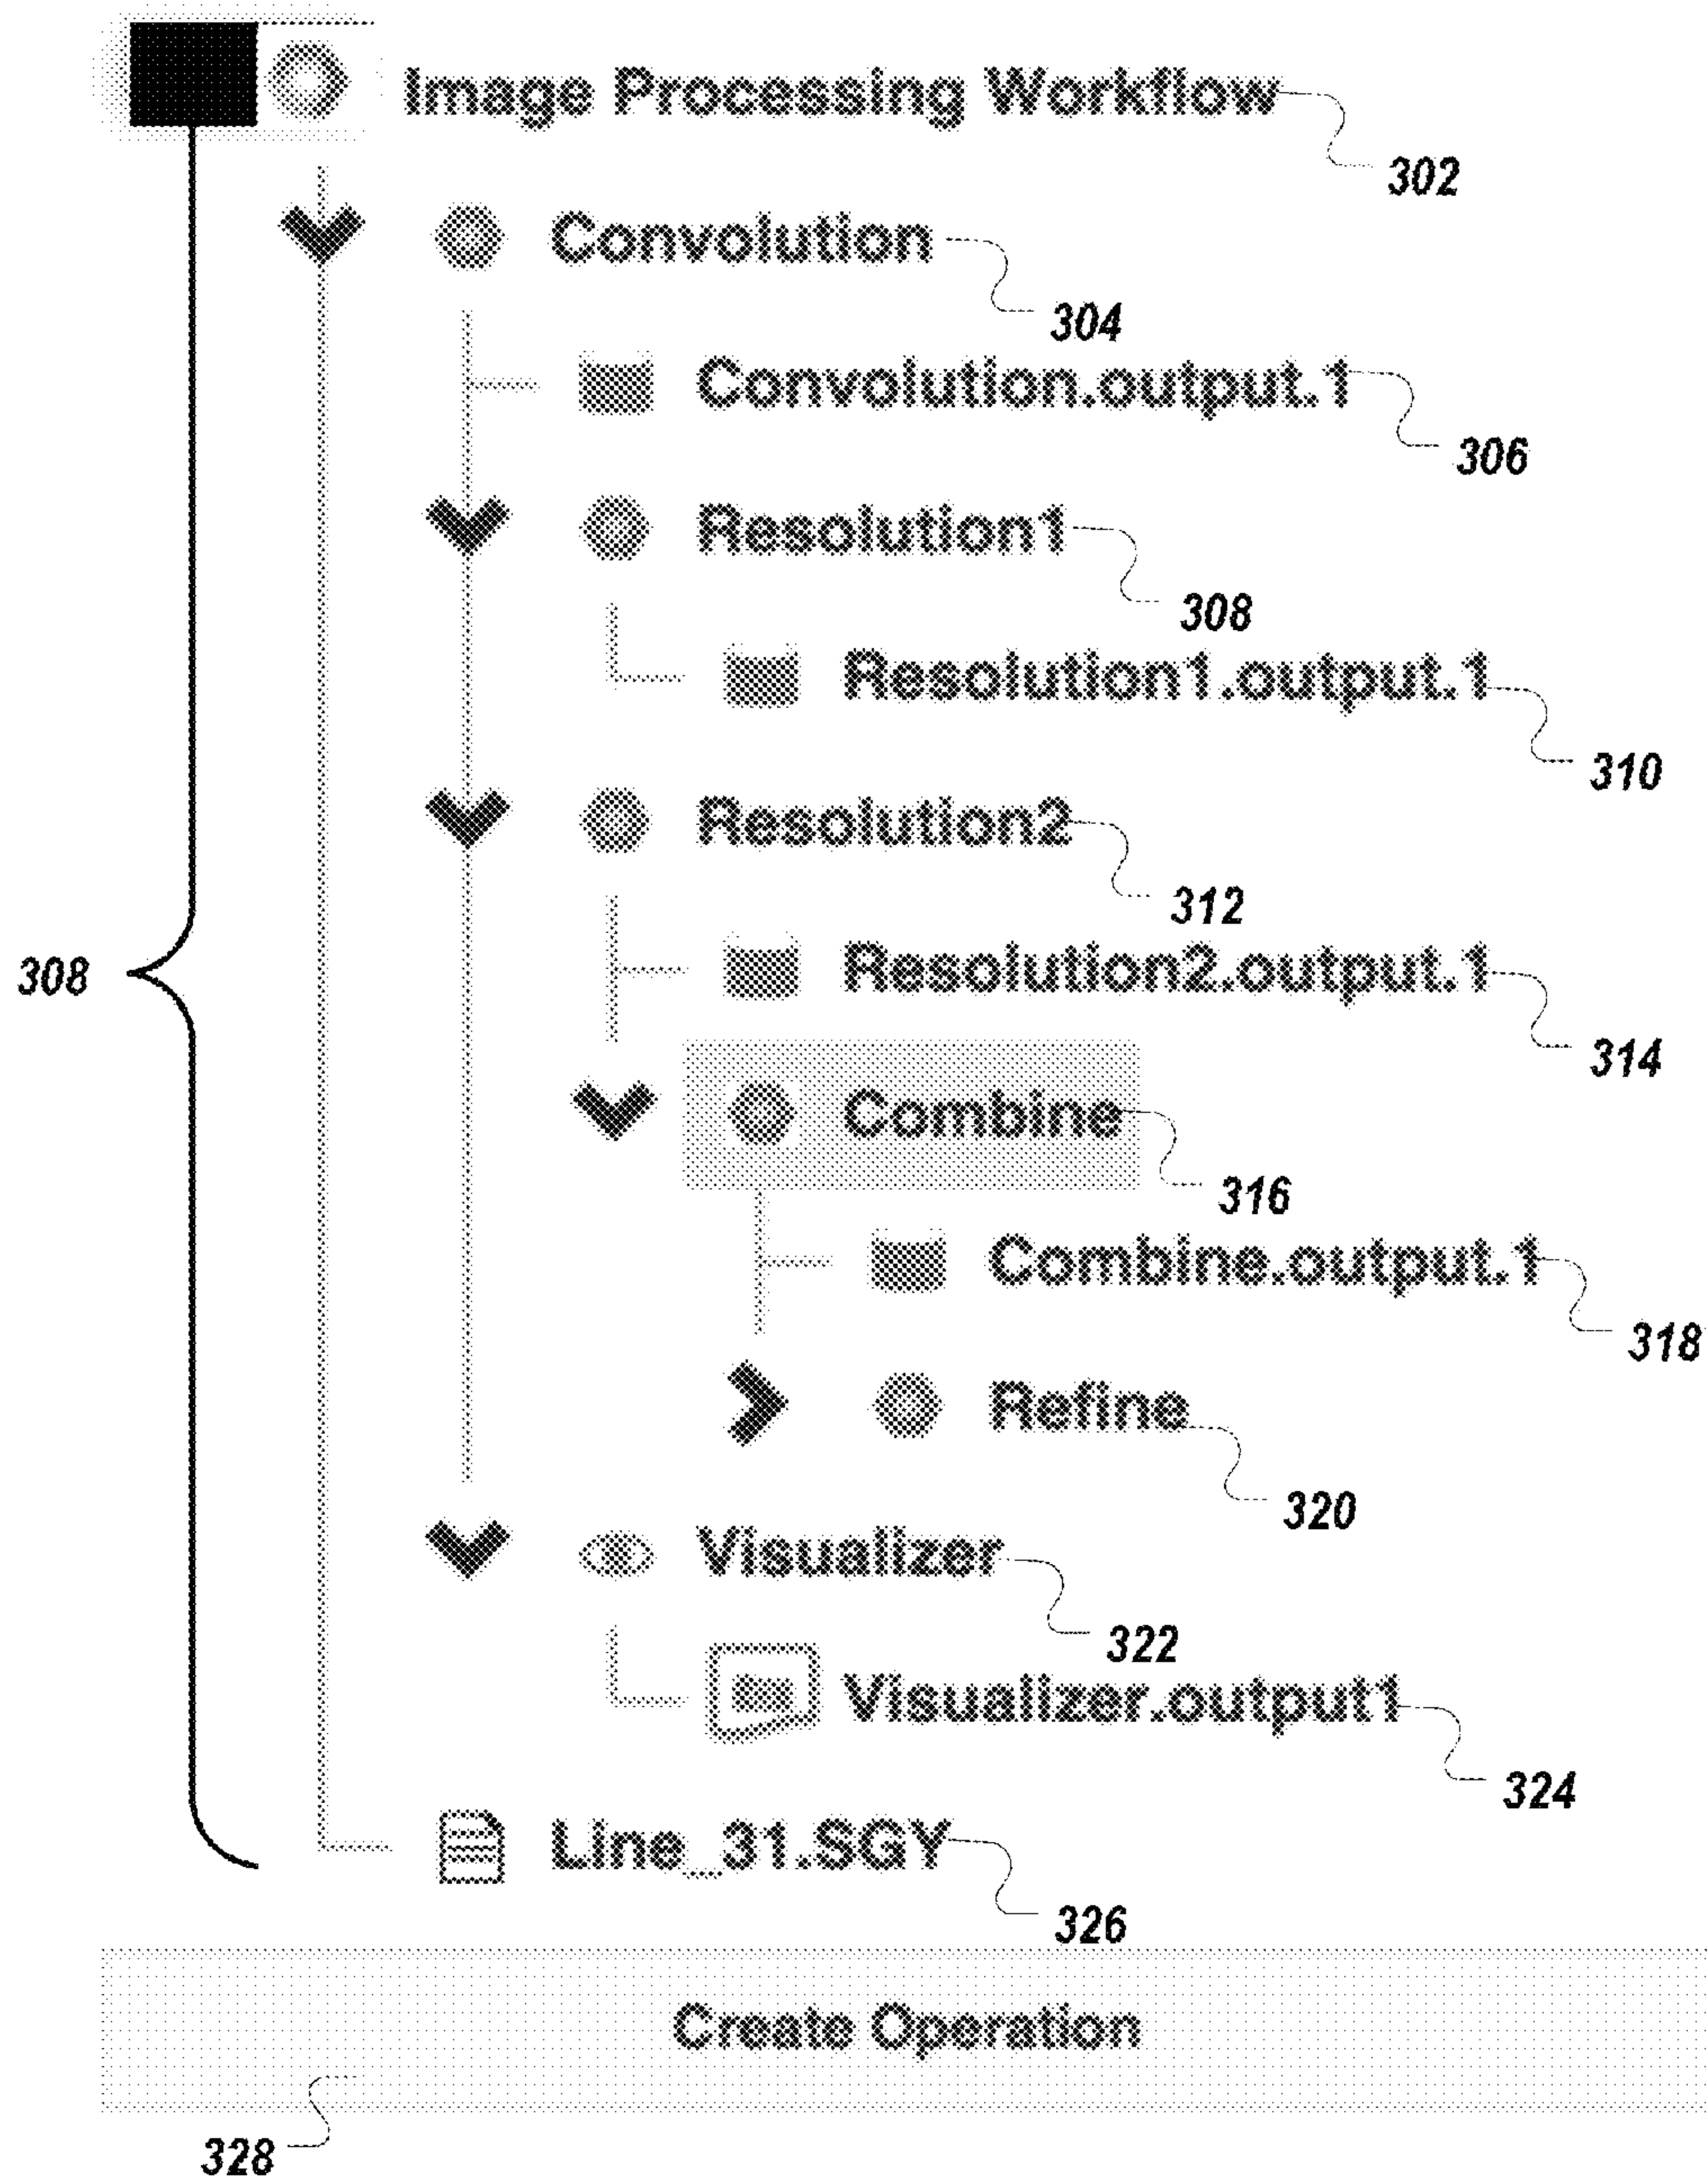 Image Processing Workflow
302
Convolution
304
Convolution.output.1
306
Resolution1
308
Resolution1.output.1
310
Resolution2
312
308
Resolution2.output.1
314
Combine
316
Combine.output.1
318
Refine
320
Visualizer
322
Visualizer.output1
324
Line_31.SGY
326
Create Operation
328